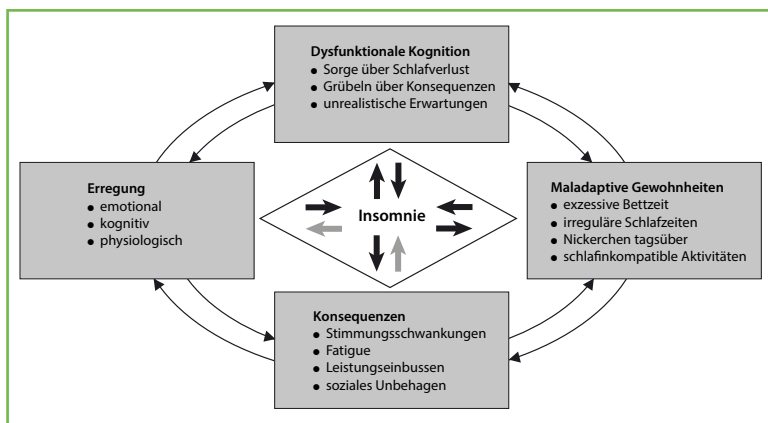 Dysfunktionale Kognition
• Sorge über Schlafverlust
• Grübeln über Konsequenzen
• unrealistische Erwartungen
Erregung
• emotional
• kognitiv
• physiologisch
Insomnie
Maladaptive Gewohnheiten
• exzessive Bettzeit
• irreguläre Schlafzeiten
• Nickerchen tagsüber
• schlafinkompatible Aktivitäten
Konsequenzen
• Stimmungsschwankungen
• Fatigue
• Leistungseinbussen
• soziales Unbehagen